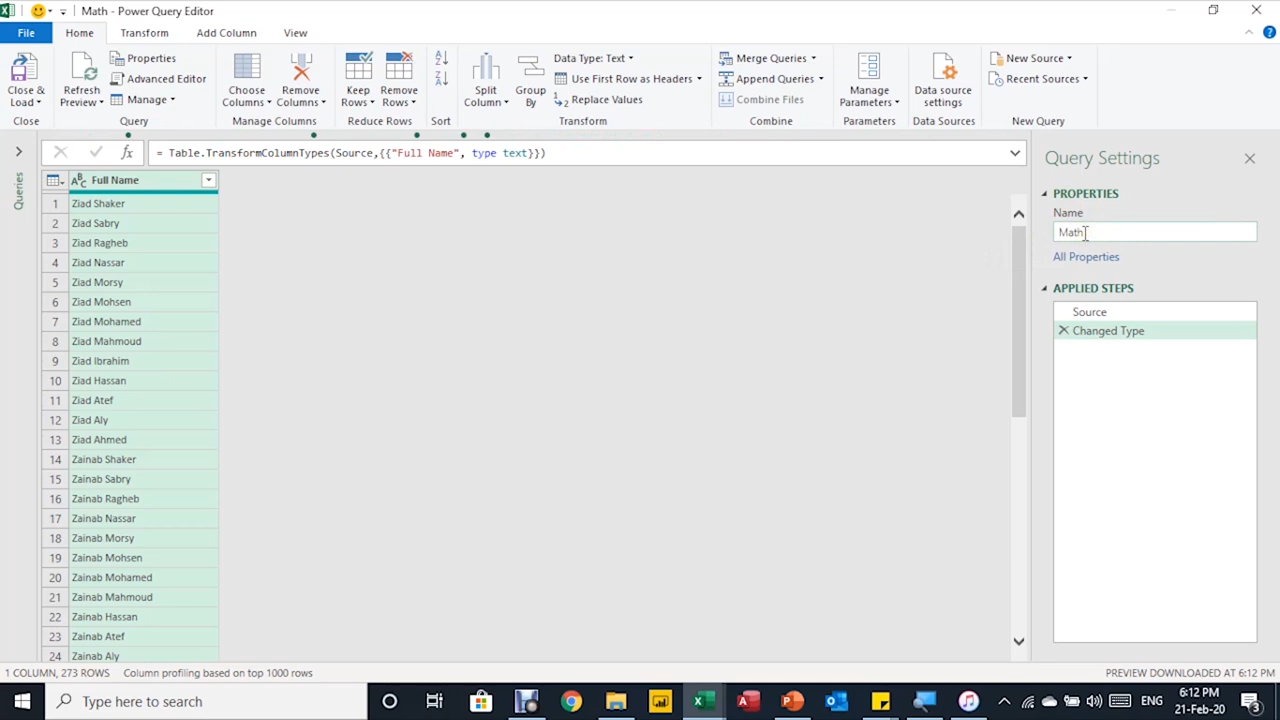 Math - Power Query Editor
File Home Transform Add Column View
Close & Load
Refresh Preview
Properties
Advanced Editor
Manage
Choose Columns
Remove Columns
Keep Rows
Remove Rows
Split Column
Group By
Data Type: Text
Use First Row as Headers
Replace Values
Merge Queries
Append Queries
Combine Files
Manage Parameters
Data source settings
New Source
Recent Sources
Close Query Manage Columns Reduce Rows Sort Transform Combine Parameters Data Sources New Query
Queries
fx = Table.TransformColumnTypes(Source,{{"Full Name", type text}})
ABC Full Name
1 Ziad Shaker
2 Ziad Sabry
3 Ziad Ragheb
4 Ziad Nassar
5 Ziad Morsy
6 Ziad Mohsen
7 Ziad Mohamed
8 Ziad Mahmoud
9 Ziad Ibrahim
10 Ziad Hassan
11 Ziad Atef
12 Ziad Aly
13 Ziad Ahmed
14 Zainab Shaker
15 Zainab Sabry
16 Zainab Ragheb
17 Zainab Nassar
18 Zainab Morsy
19 Zainab Mohsen
20 Zainab Mohamed
21 Zainab Mahmoud
22 Zainab Hassan
23 Zainab Atef
24 Zainab Aly
Query Settings
PROPERTIES
Name
Math
All Properties
APPLIED STEPS
Source
Changed Type
1 COLUMN, 273 ROWS Column profiling based on top 1000 rows
PREVIEW DOWNLOADED AT 6:12 PM
Type here to search
ENG
6:12 PM
21-Feb-20
3